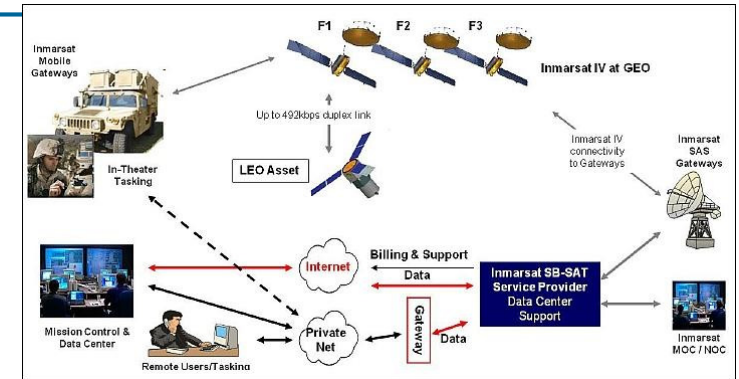 F1
F2
F3
Inmarsat
Mobile
Gateways
Inmarsat IV at GEO
Up to 492kbps duplex link
LEO Asset
In-Theater
Tasking
Inmarsat IV
connectivity
to Gateways
Inmarsat
SAS
Gateways
Internet
Billing & Support
Data
Inmarsat SB-SAT
Service Provider
Data Center
Support
Mission Control &
Data Center
Private
Net
Gateway
Data
Inmarsat
MOC / NOC
Remote Users/Tasking